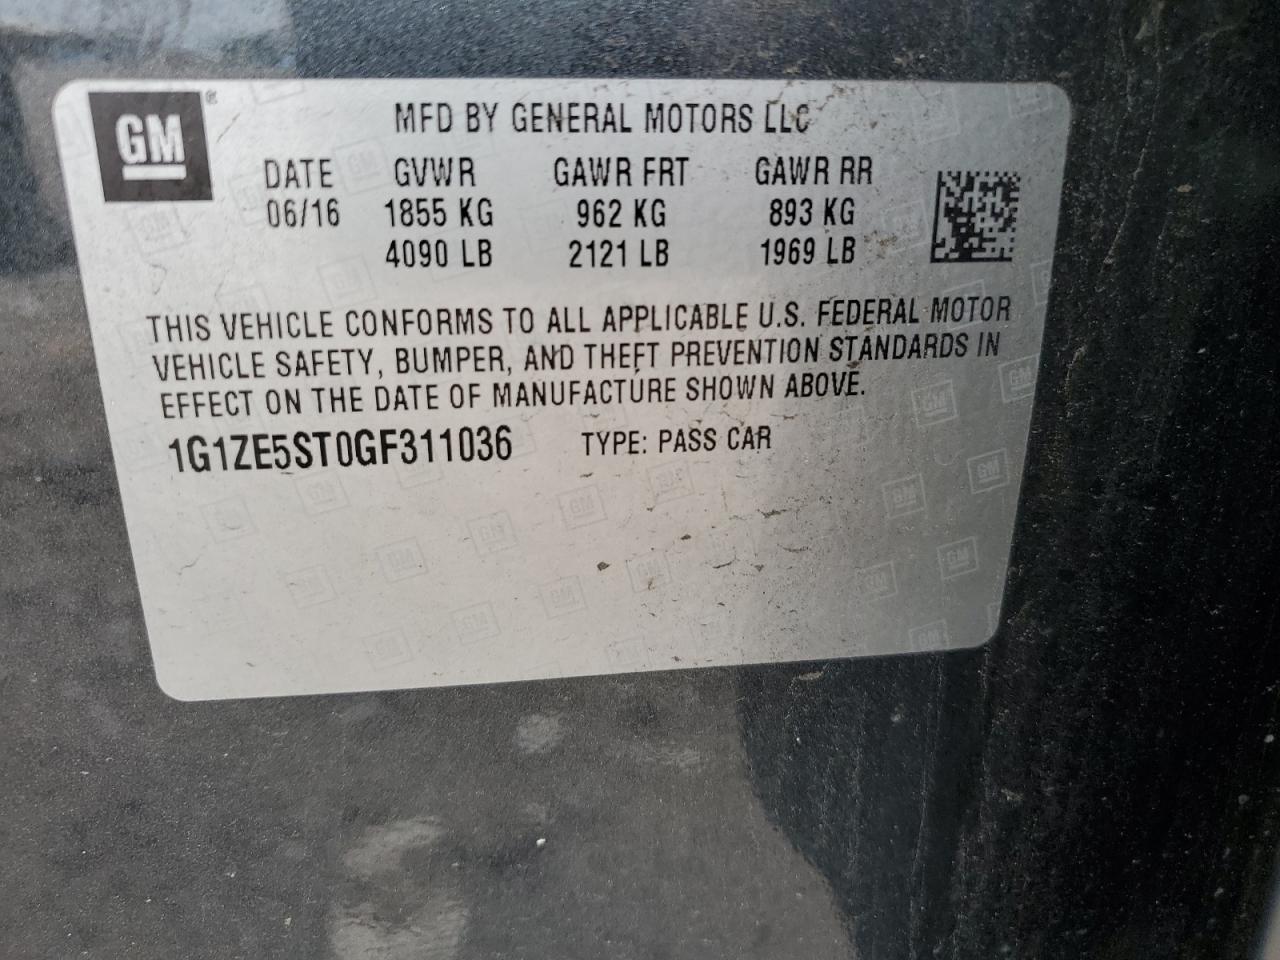 GM ®
MFD BY GENERAL MOTORS LLC
DATE GVWR GAWR FRT GAWR RR
06/16 1855 KG 962 KG 893 KG
4090 LB 2121 LB 1969 LB
THIS VEHICLE CONFORMS TO ALL APPLICABLE U.S. FEDERAL MOTOR
VEHICLE SAFETY, BUMPER, AND THEFT PREVENTION STANDARDS IN
EFFECT ON THE DATE OF MANUFACTURE SHOWN ABOVE.
1G1ZE5ST0GF311036 TYPE: PASS CAR